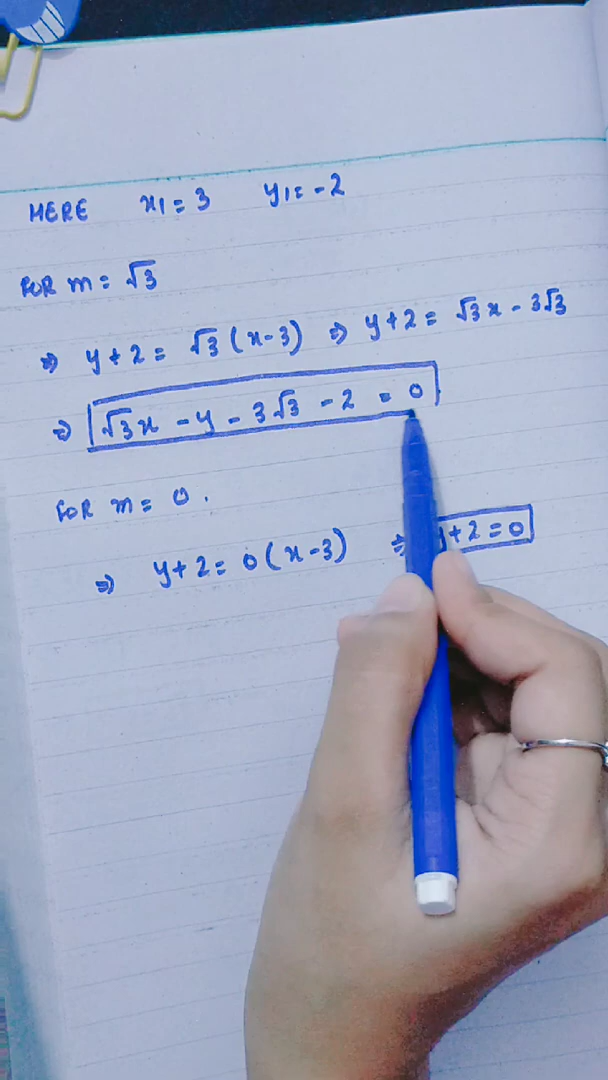 HERE x1 = 3 y1 = -2
FOR m = √3
⇒ y + 2 = √3 (x - 3) ⇒ y + 2 = √3x - 3√3
⇒ √3x - y - 3√3 - 2 = 0
FOR m = 0.
⇒ y + 2 = 0 (x - 3) ⇒ y + 2 = 0